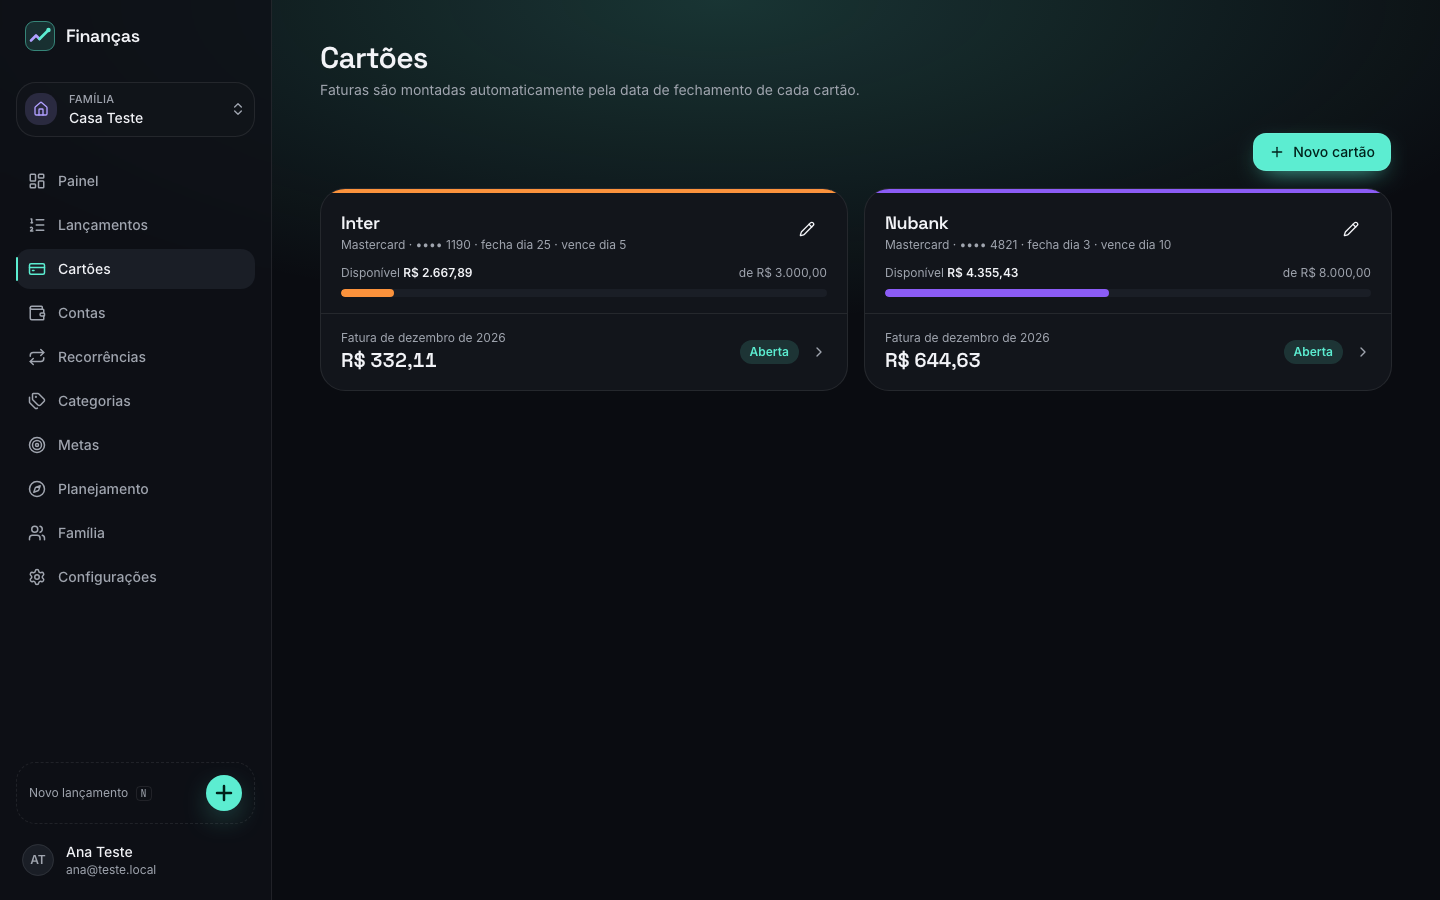 Finanças
FAMÍLIA
Casa Teste
Painel
Lançamentos
Cartões
Contas
Recorrências
Categorias
Metas
Planejamento
Família
Configurações
Novo lançamento N
AT
Ana Teste
ana@teste.local
Cartões
Faturas são montadas automaticamente pela data de fechamento de cada cartão.
Novo cartão
Inter
Mastercard · •••• 1190 · fecha dia 25 · vence dia 5
Disponível R$ 2.667,89 de R$ 3.000,00
Fatura de dezembro de 2026
R$ 332,11
Aberta
Nubank
Mastercard · •••• 4821 · fecha dia 3 · vence dia 10
Disponível R$ 4.355,43 de R$ 8.000,00
Fatura de dezembro de 2026
R$ 644,63
Aberta